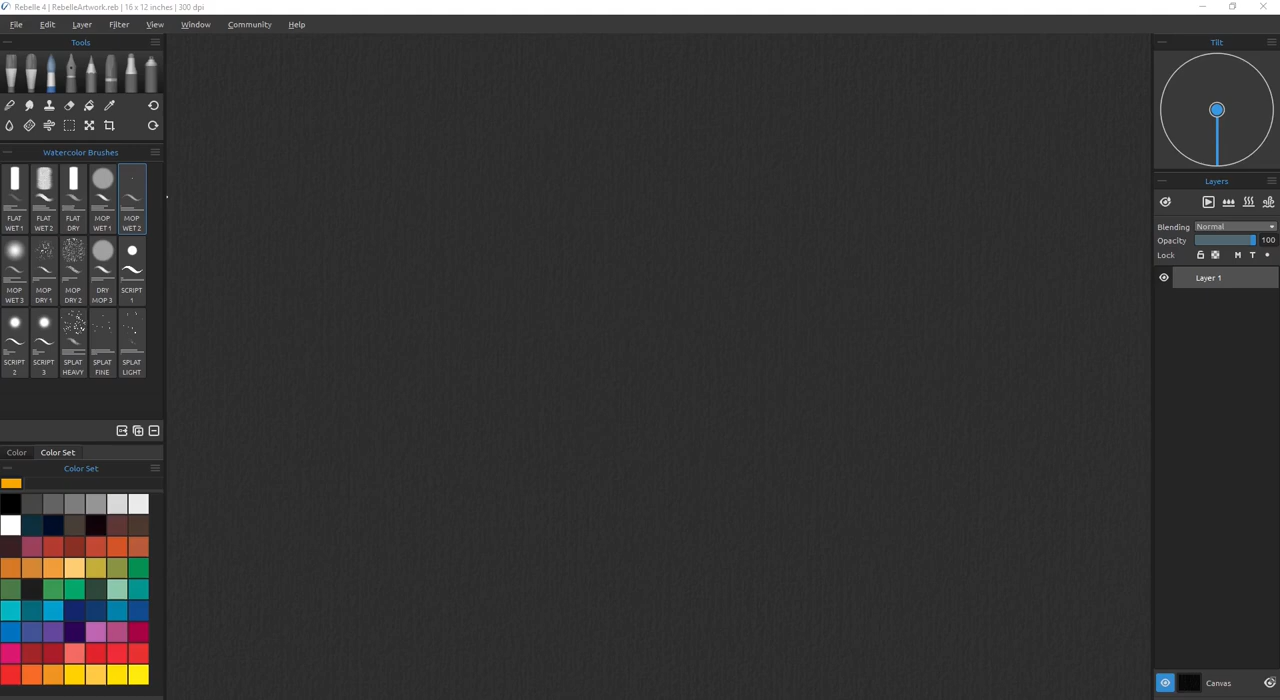 Rebelle 4 | RebelleArtwork.reb | 16 x 12 inches | 300 dpi
File Edit Layer Filter View Window Community Help
Tools
Watercolor Brushes
FLAT WET 1
FLAT WET 2
FLAT DRY
MOP WET 1
MOP WET 2
MOP WET 3
MOP DRY 1
MOP DRY 2
DRY MOP 3
SCRIPT 1
SCRIPT 2
SCRIPT 3
SPLAT HEAVY
SPLAT FINE
SPLAT LIGHT
Color Color Set
Color Set
Tilt
Layers
Blending Normal
Opacity 100
Lock M T
Layer 1
Canvas